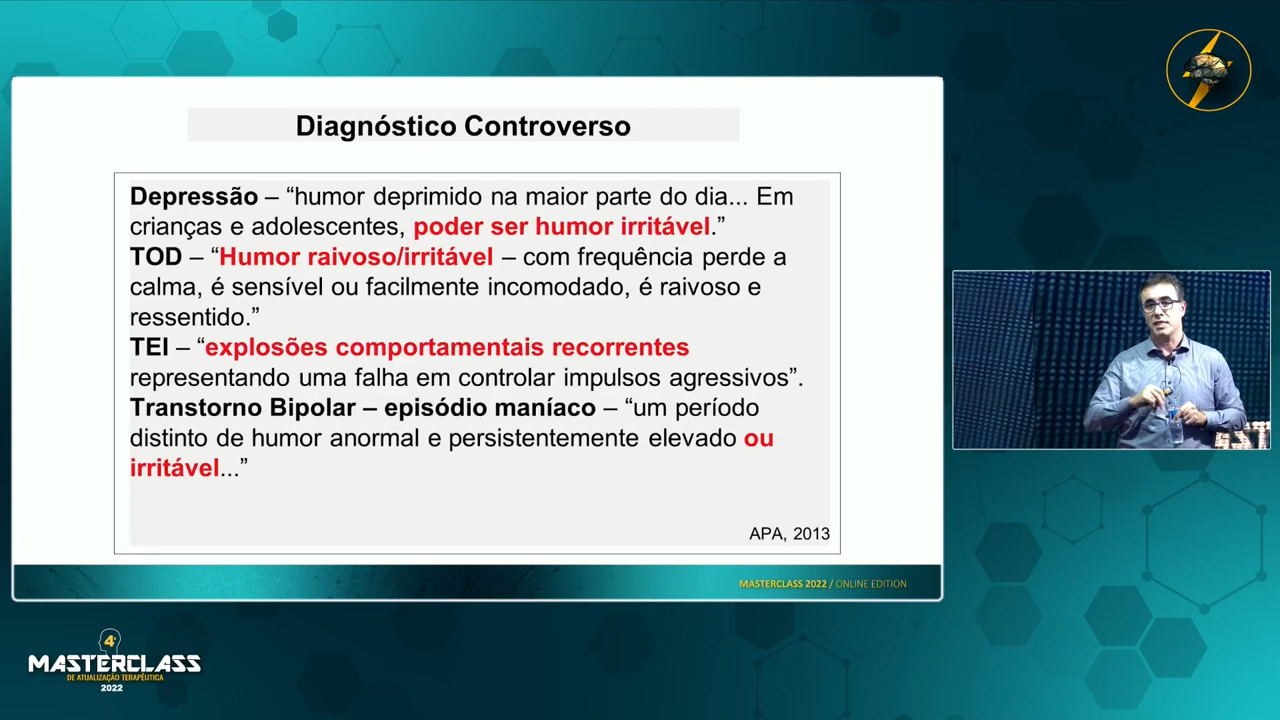 Diagnóstico Controverso
Depressão – “humor deprimido na maior parte do dia... Em
crianças e adolescentes, poder ser humor irritável.”
TOD – “Humor raivoso/irritável – com frequência perde a
calma, é sensível ou facilmente incomodado, é raivoso e
ressentido.”
TEI – “explosões comportamentais recorrentes
representando uma falha em controlar impulsos agressivos”.
Transtorno Bipolar – episódio maníaco – “um período
distinto de humor anormal e persistentemente elevado ou
irritável...”
APA, 2013
MASTERCLASS 2022 / ONLINE EDITION
4ª
MASTERCLASS
DE ATUALIZAÇÃO TERAPÊUTICA
2022